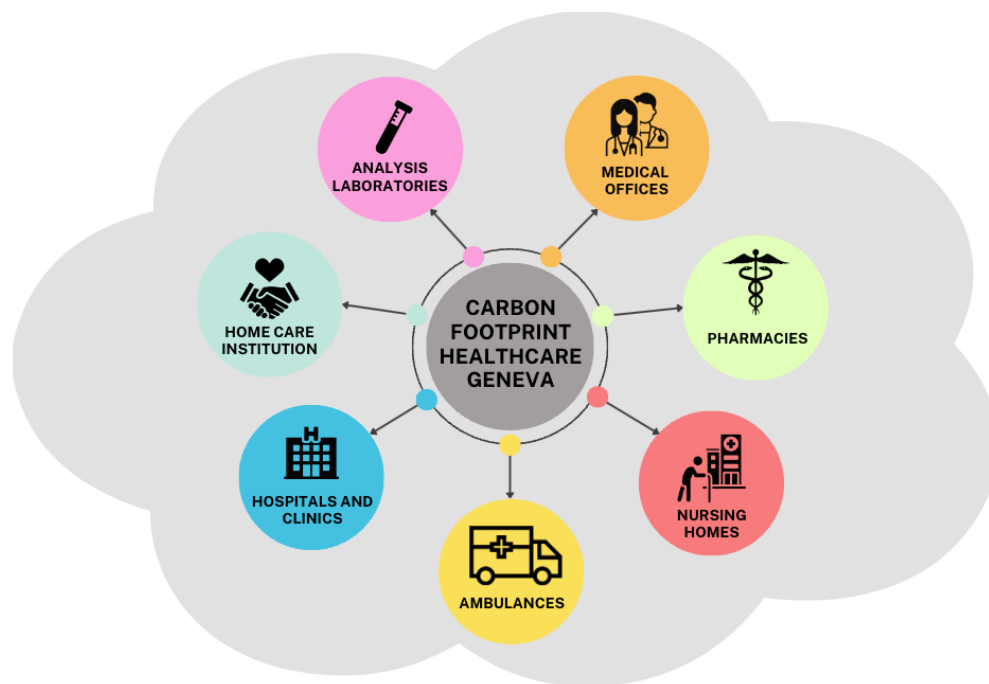 ANALYSIS
LABORATORIES
MEDICAL
OFFICES
HOME CARE
INSTITUTION
CARBON
FOOTPRINT
HEALTHCARE
GENEVA
PHARMACIES
HOSPITALS AND
CLINICS
NURSING
HOMES
AMBULANCES